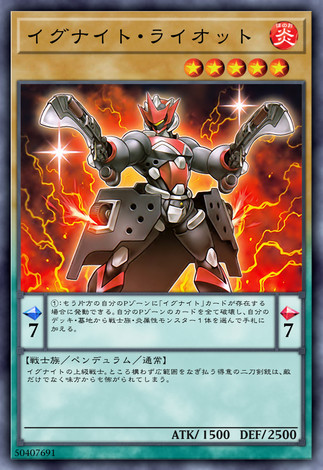 イグナイト・ライオット
炎
ほのお
①:もう片方の自分のPゾーンに「イグナイト」カードが存在する
場合に発動できる。自分のPゾーンのカードを全て破壊し、自分の
デッキ・墓地から戦士族・炎属性モンスター1体を選んで手札に
加える。
7
7
【戦士族/ペンデュラム/通常】
イグナイトの上級戦士。ところ構わず広範囲をなぎ払う得意の二刀剣銃は、敵
だけでなく味方からも怖がられてしまう。
ATK/1500 DEF/2500
50407691